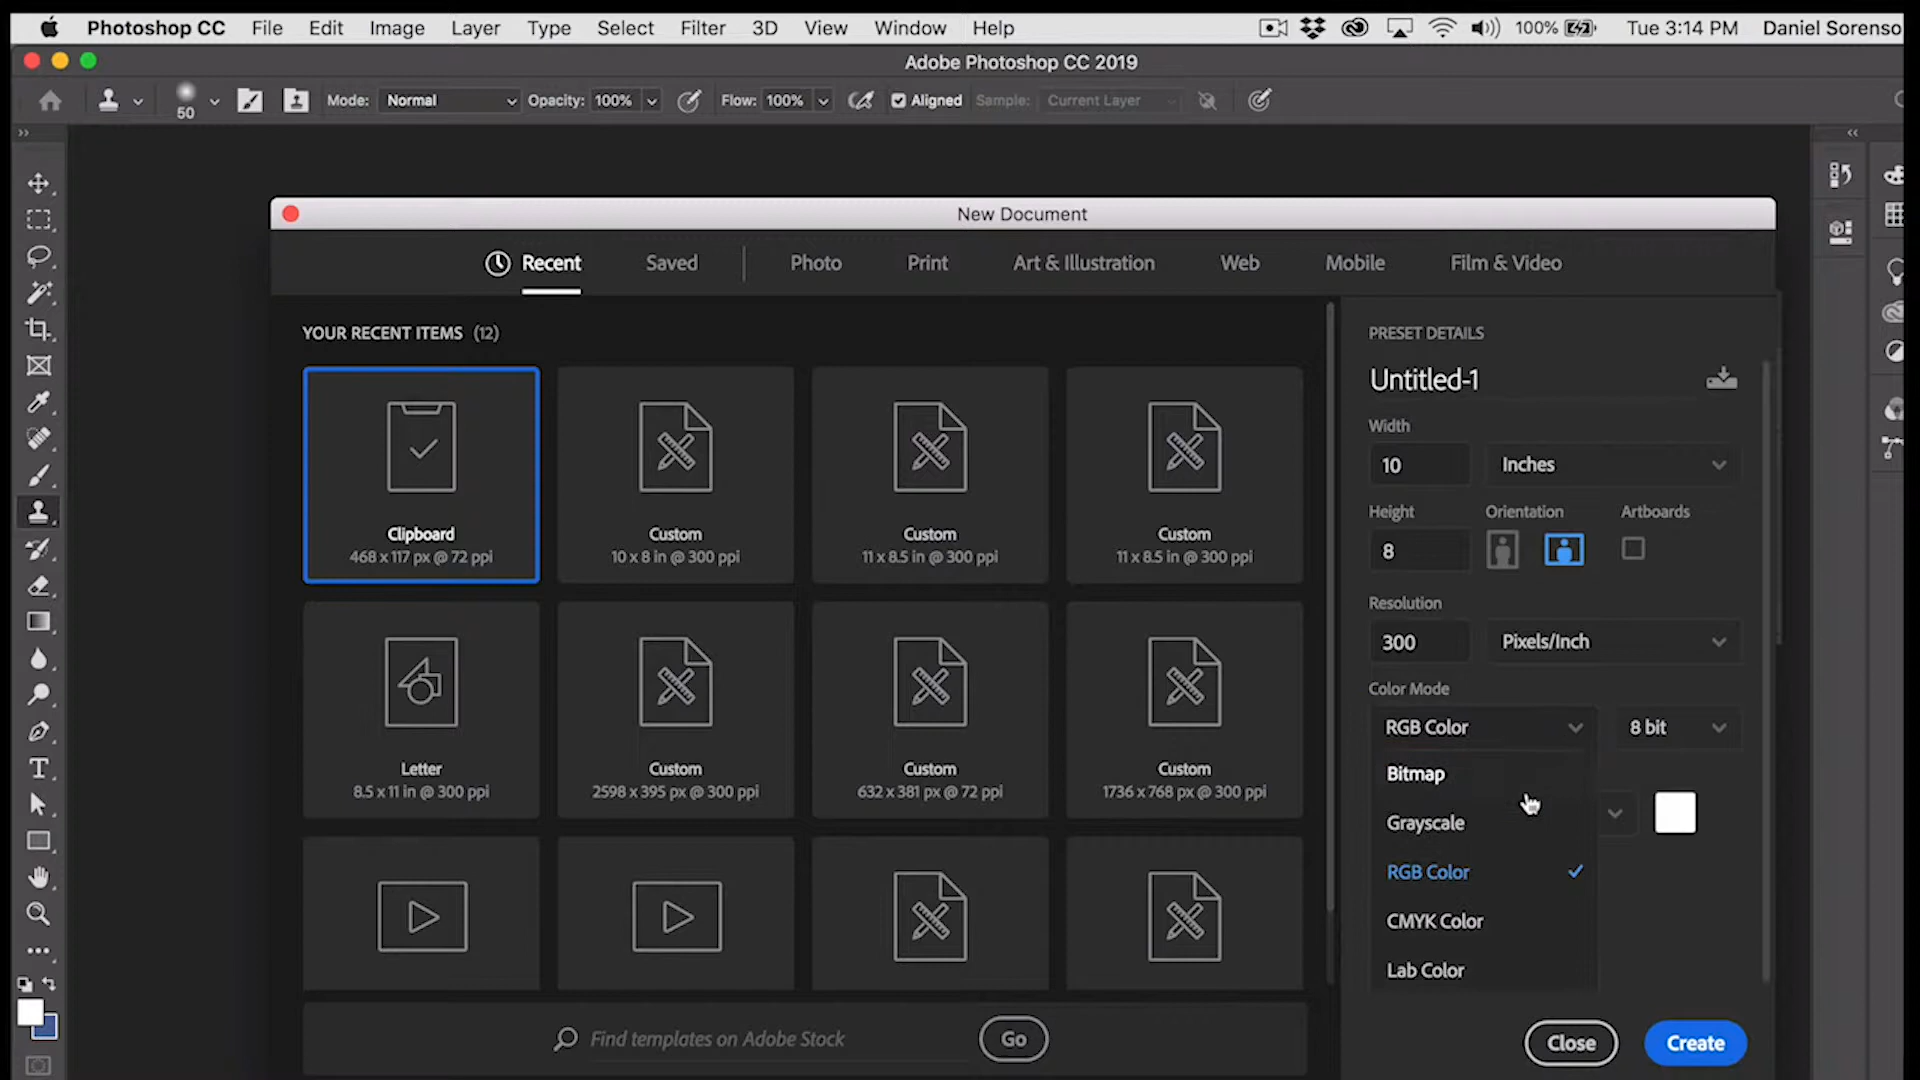 Photoshop CC File Edit Image Layer Type Select Filter 3D View Window Help 100% Tue 3:14 PM Daniel Sorenso
Adobe Photoshop CC 2019
50 Mode: Normal Opacity: 100% Flow: 100% Aligned Sample: Current Layer
New Document
Recent Saved Photo Print Art & Illustration Web Mobile Film & Video
YOUR RECENT ITEMS (12)
Clipboard
468 x 117 px @ 72 ppi
Custom
10 x 8 in @ 300 ppi
Custom
11 x 8.5 in @ 300 ppi
Custom
11 x 8.5 in @ 300 ppi
Letter
8.5 x 11 in @ 300 ppi
Custom
2598 x 395 px @ 300 ppi
Custom
632 x 381 px @ 72 ppi
Custom
1736 x 768 px @ 300 ppi
Find templates on Adobe Stock Go
PRESET DETAILS
Untitled-1
Width
10 Inches
Height Orientation Artboards
8
Resolution
300 Pixels/Inch
Color Mode
RGB Color 8 bit
Bitmap
Grayscale
RGB Color
CMYK Color
Lab Color
Close Create